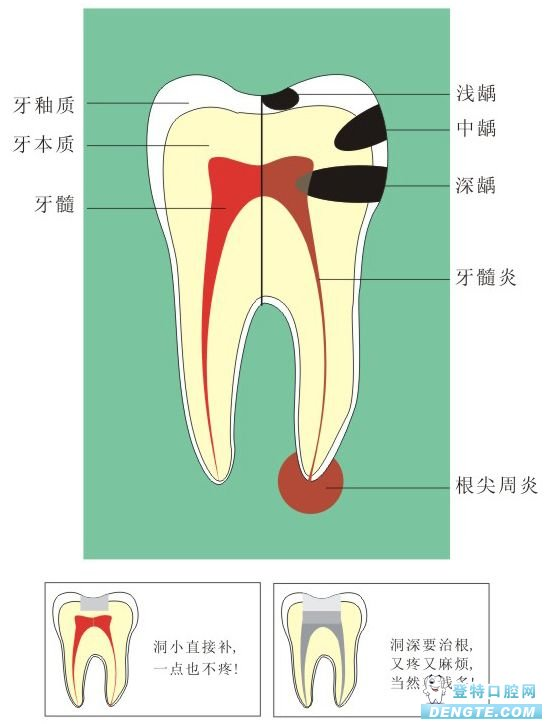 牙釉质
牙本质
牙髓
浅龋
中龋
深龋
牙髓炎
根尖周炎
洞小直接补,
一点也不疼!
洞深要治根,
又疼又麻烦,
当然 钱多!
登特口腔网
DENGTE.COM